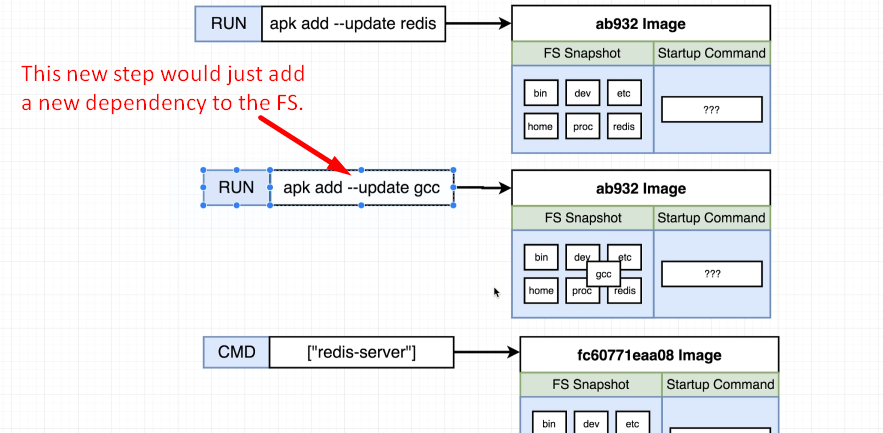 RUN apk add --update redis
ab932 Image
FS Snapshot Startup Command
This new step would just add
a new dependency to the FS.
bin dev etc
???
home proc redis
RUN apk add --update gcc
ab932 Image
FS Snapshot Startup Command
bin dev etc
gcc
???
home proc redis
CMD ["redis-server"]
fc60771eaa08 Image
FS Snapshot Startup Command
bin dev etc